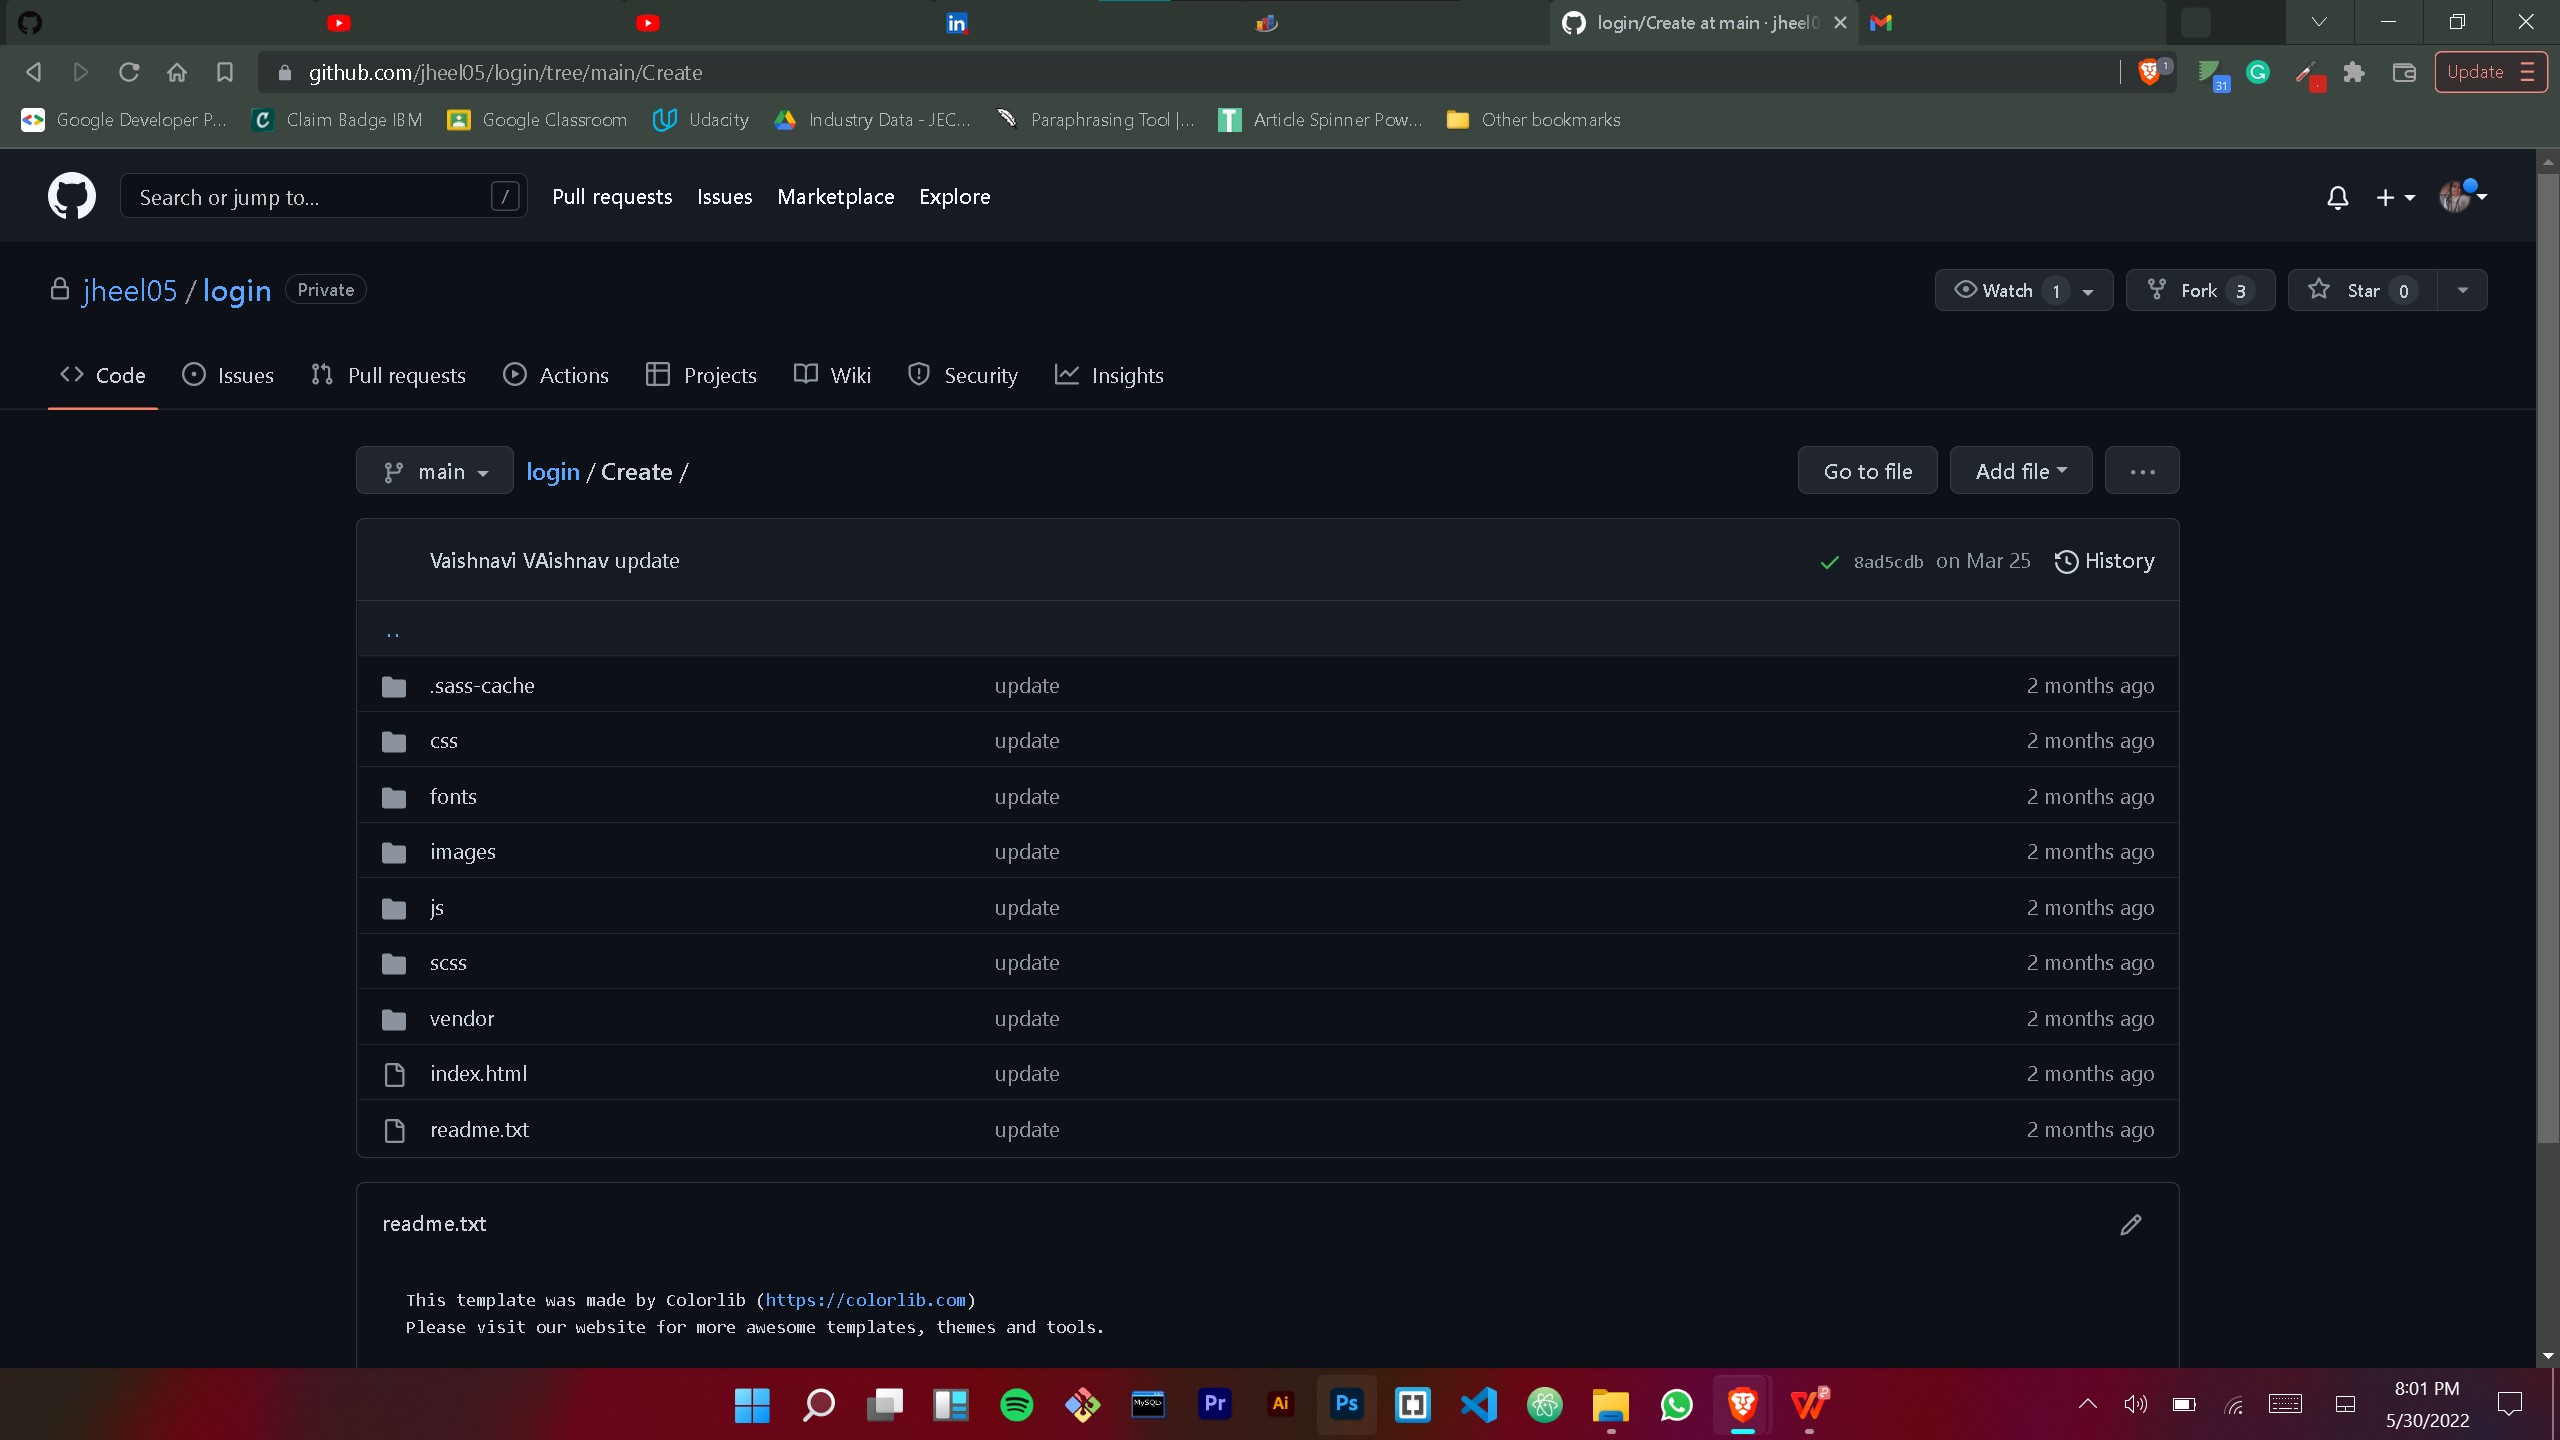 login/Create at main · jheel0
github.com/jheel05/login/tree/main/Create
1
31
Update
Google Developer P...
Claim Badge IBM
Google Classroom
Udacity
Industry Data - JEC...
Paraphrasing Tool |...
Article Spinner Pow...
Other bookmarks
Search or jump to... /
Pull requests
Issues
Marketplace
Explore
jheel05 / login Private
Watch 1
Fork 3
Star 0
Code
Issues
Pull requests
Actions
Projects
Wiki
Security
Insights
main
login / Create /
Go to file
Add file
Vaishnavi VAishnav update
8ad5cdb on Mar 25
History
..
.sass-cache update 2 months ago
css update 2 months ago
fonts update 2 months ago
images update 2 months ago
js update 2 months ago
scss update 2 months ago
vendor update 2 months ago
index.html update 2 months ago
readme.txt update 2 months ago
readme.txt
This template was made by Colorlib (https://colorlib.com)
Please visit our website for more awesome templates, themes and tools.
MySQL
Pr
Ai
Ps
8:01 PM
5/30/2022